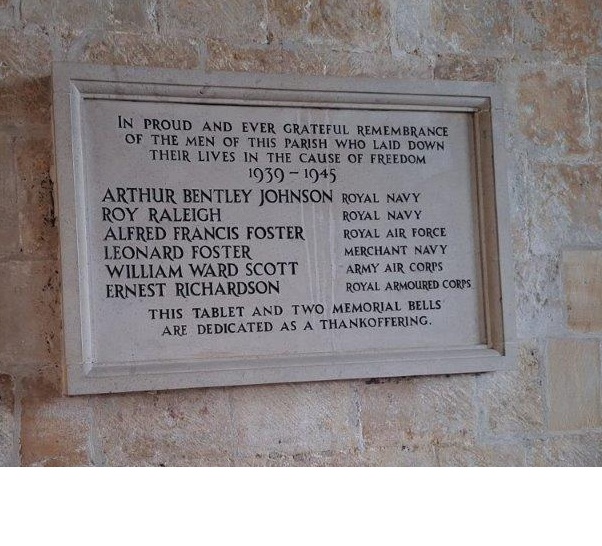 IN PROUD AND EVER GRATEFUL REMEMBRANCE
OF THE MEN OF THIS PARISH WHO LAID DOWN
THEIR LIVES IN THE CAUSE OF FREEDOM
1939 – 1945
ARTHUR BENTLEY JOHNSON ROYAL NAVY
ROY RALEIGH ROYAL NAVY
ALFRED FRANCIS FOSTER ROYAL AIR FORCE
LEONARD FOSTER MERCHANT NAVY
WILLIAM WARD SCOTT ARMY AIR CORPS
ERNEST RICHARDSON ROYAL ARMOURED CORPS
THIS TABLET AND TWO MEMORIAL BELLS
ARE DEDICATED AS A THANKOFFERING.